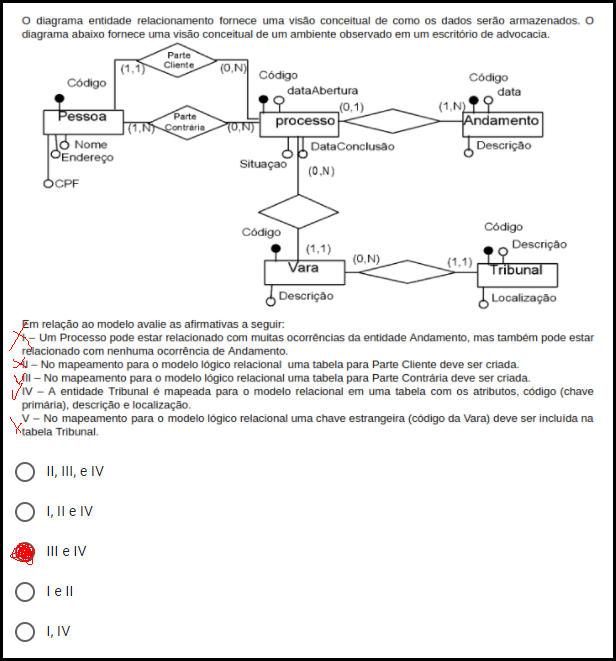 O diagrama entidade relacionamento fornece uma visão conceitual de como os dados serão armazenados. O
diagrama abaixo fornece uma visão conceitual de um ambiente observado em um escritório de advocacia.
Parte
Cliente
(1,1)
(0,N)
Código
Código
dataAbertura
Código
data
Pessoa
(1,N)
Parte
Contrária
(0,N)
processo
(0,1)
(1,N)
Andamento
Nome
Endereço
CPF
Situaçao
DataConclusão
(0,N)
Descrição
Código
(1,1)
Vara
Descrição
(0,N)
(1,1)
Código
Descrição
Tribunal
Localização
Em relação ao modelo avalie as afirmativas a seguir:
I – Um Processo pode estar relacionado com muitas ocorrências da entidade Andamento, mas também pode estar
relacionado com nenhuma ocorrência de Andamento.
II – No mapeamento para o modelo lógico relacional uma tabela para Parte Cliente deve ser criada.
III – No mapeamento para o modelo lógico relacional uma tabela para Parte Contrária deve ser criada.
IV – A entidade Tribunal é mapeada para o modelo relacional em uma tabela com os atributos, código (chave
primária), descrição e localização.
V – No mapeamento para o modelo lógico relacional uma chave estrangeira (código da Vara) deve ser incluída na
tabela Tribunal.
II, III, e IV
I, II e IV
III e IV
I e II
I, IV